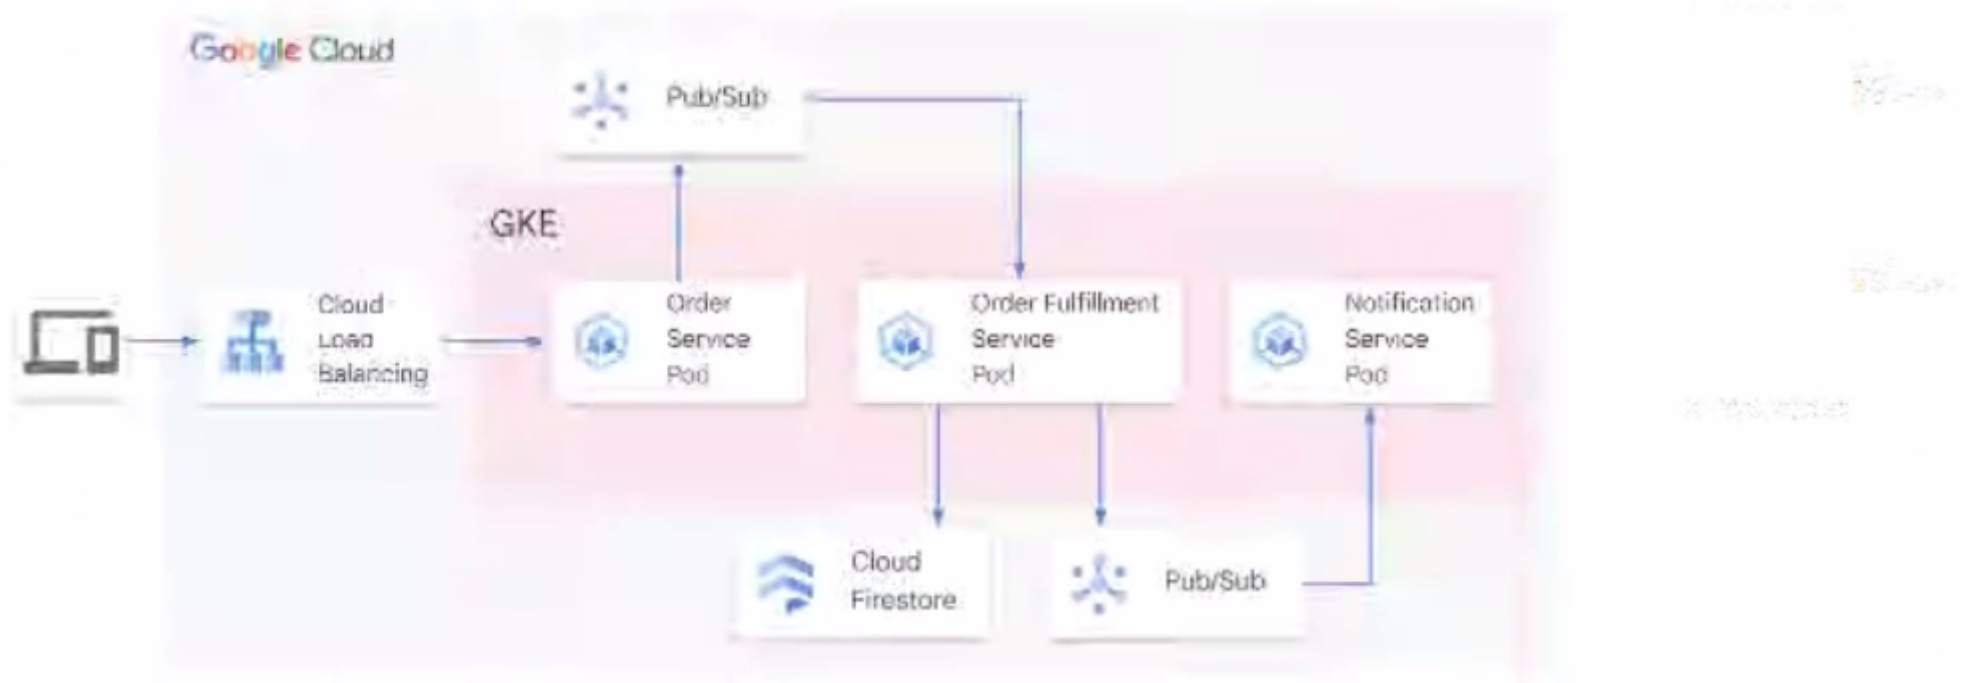 Google Cloud
Pub/Sub
GKE
Cloud
Load
Balancing
Order
Service
Pod
Order Fulfillment
Service
Pod
Notification
Service
Pod
Cloud
Firestore
Pub/Sub